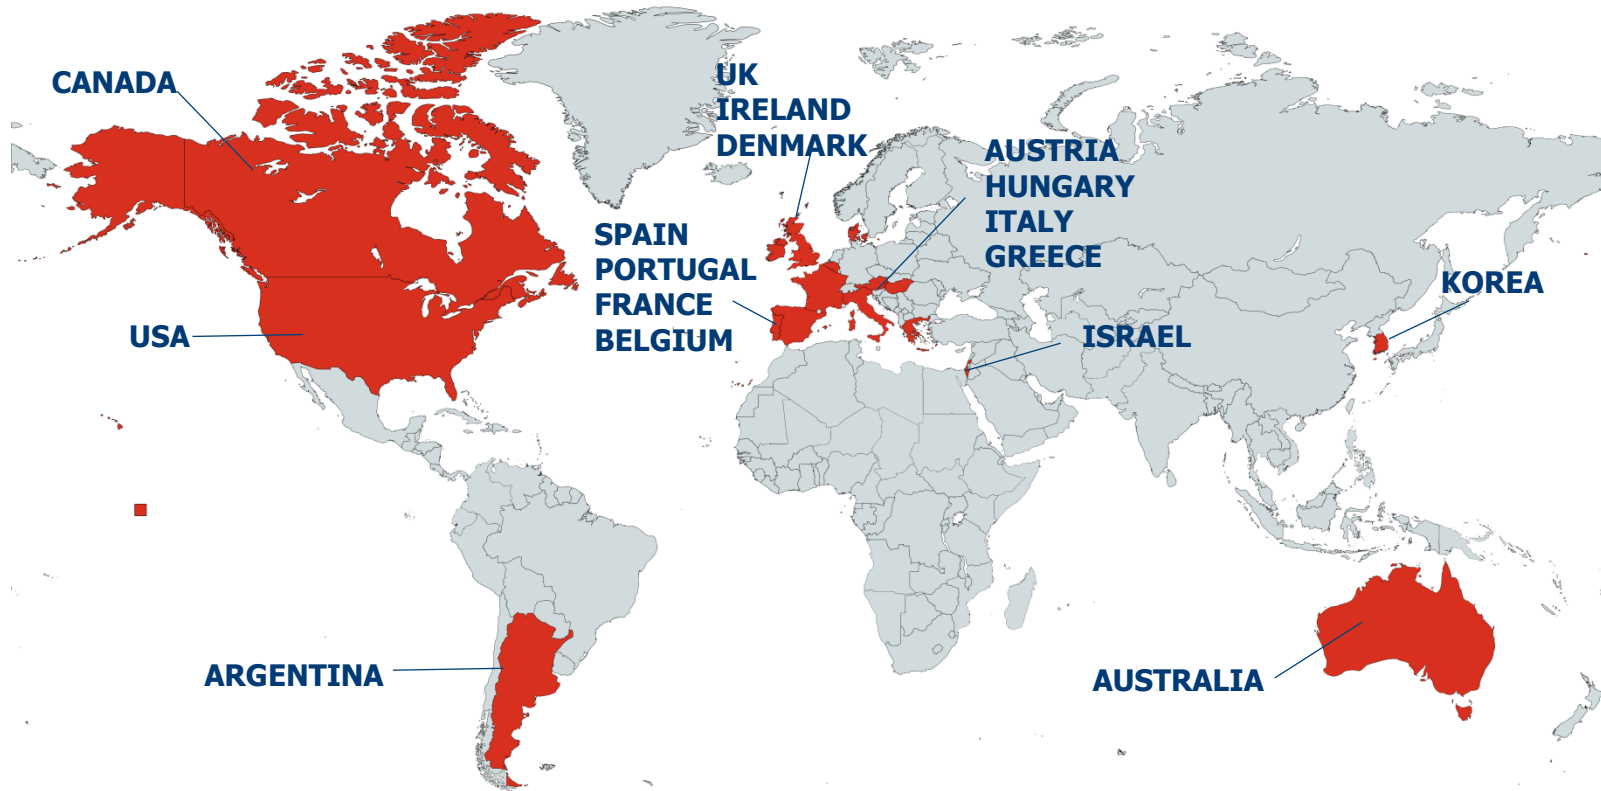 CANADA
UK
IRELAND
DENMARK
AUSTRIA
HUNGARY
ITALY
GREECE
SPAIN
PORTUGAL
FRANCE
BELGIUM
KOREA
USA
ISRAEL
ARGENTINA
AUSTRALIA